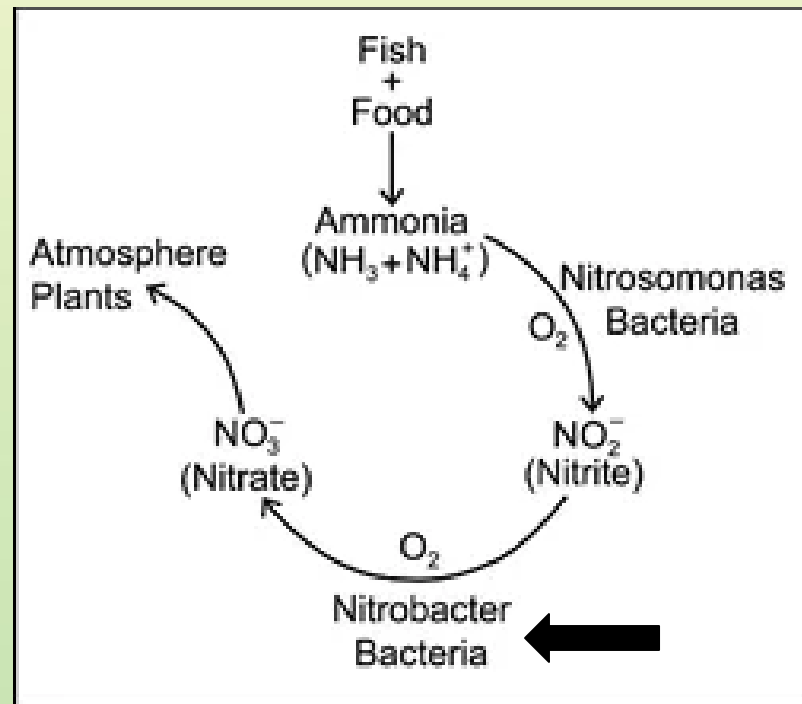 Fish
+
Food
Ammonia
(NH₃+NH₄⁺)
Nitrosomonas
Bacteria
O₂
NO₂⁻
(Nitrite)
O₂
Nitrobacter
Bacteria
NO₃⁻
(Nitrate)
Atmosphere
Plants